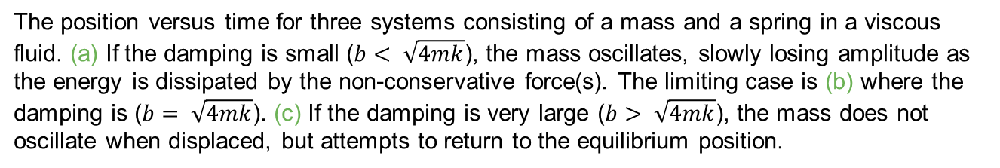 The position versus time for three systems consisting of a mass and a spring in a viscous
fluid. (a) If the damping is small (b < √4mk), the mass oscillates, slowly losing amplitude as
the energy is dissipated by the non-conservative force(s). The limiting case is (b) where the
damping is (b = √4mk). (c) If the damping is very large (b > √4mk), the mass does not
oscillate when displaced, but attempts to return to the equilibrium position.